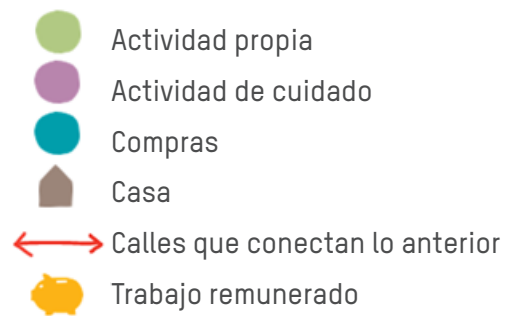 Actividad propia
Actividad de cuidado
Compras
Casa
Calles que conectan lo anterior
Trabajo remunerado